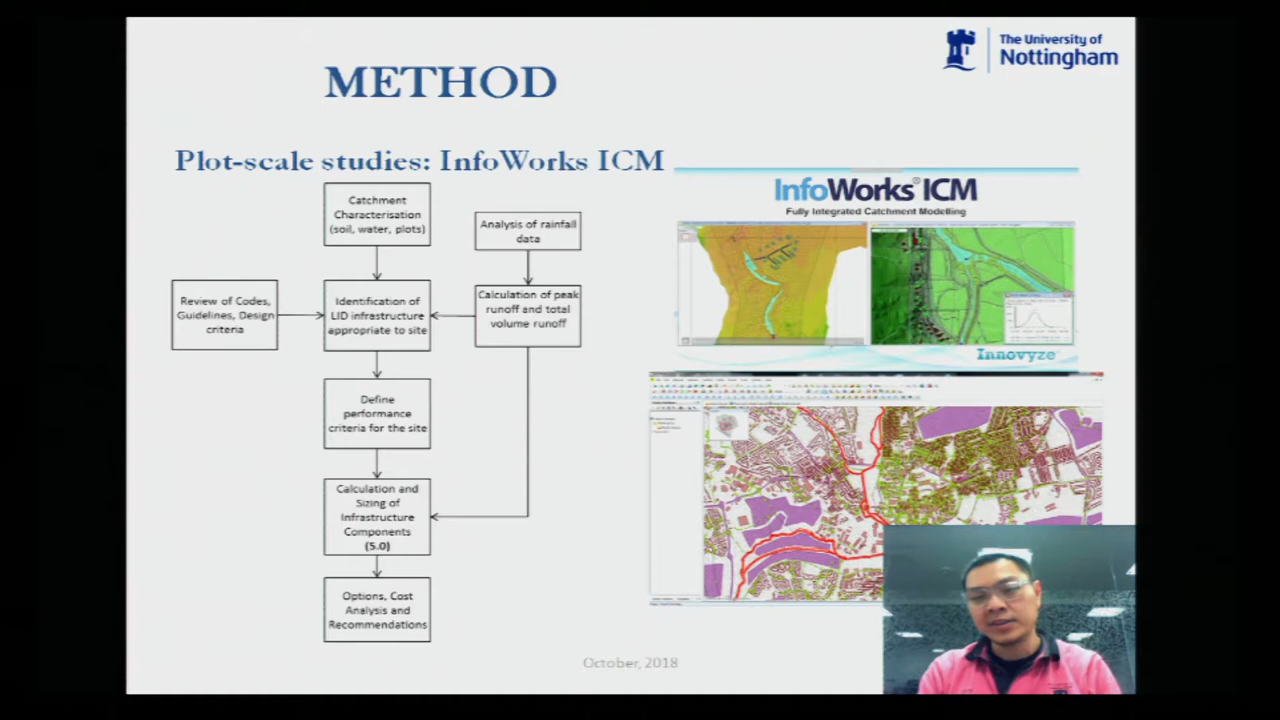 The University of
Nottingham
METHOD
Plot-scale studies: InfoWorks ICM
Catchment
Characterisation
(soil, water, plots)
Analysis of rainfall
data
Review of Codes,
Guidelines, Design
criteria
Identification of
LID infrastructure
appropriate to site
Calculation of peak
runoff and total
volume runoff
Define
performance
criteria for the site
Calculation and
Sizing of
Infrastructure
Components
(5.0)
Options, Cost
Analysis and
Recommendations
InfoWorks® ICM
Fully Integrated Catchment Modelling
Innovyze
October, 2018